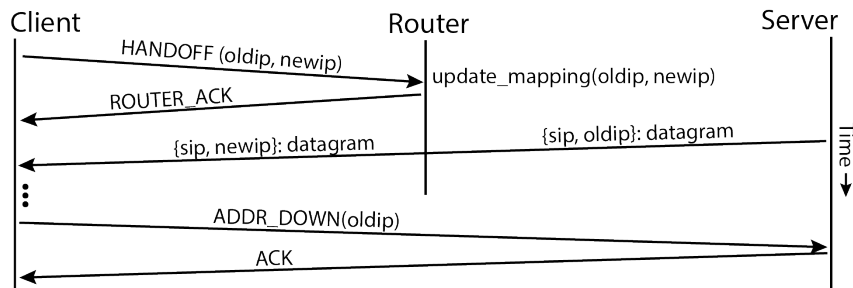 Client
Router
Server
HANDOFF (oldip, newip)
update_mapping(oldip, newip)
ROUTER_ACK
{sip, newip}: datagram
{sip, oldip}: datagram
Time
ADDR_DOWN(oldip)
ACK